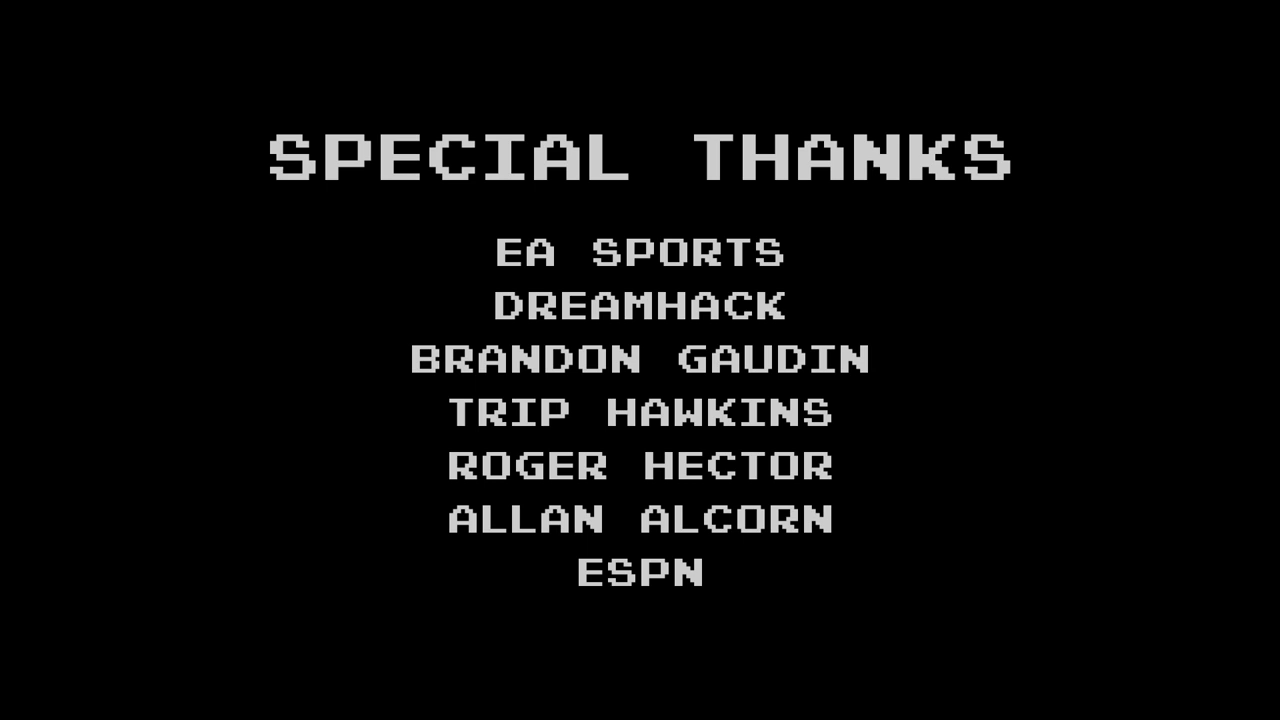 SPECIAL THANKS
EA SPORTS
DREAMHACK
BRANDON GAUDIN
TRIP HAWKINS
ROGER HECTOR
ALLAN ALCORN
ESPN